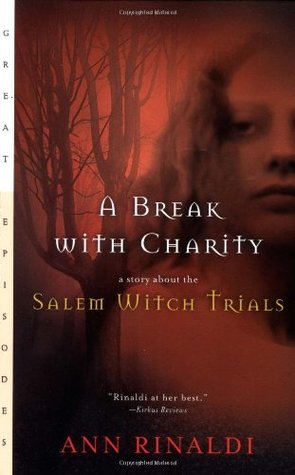 GREAT EPISODES
A BREAK
WITH CHARITY
a story about the
SALEM WITCH TRIALS
"Rinaldi at her best."
—Kirkus Reviews
ANN RINALDI